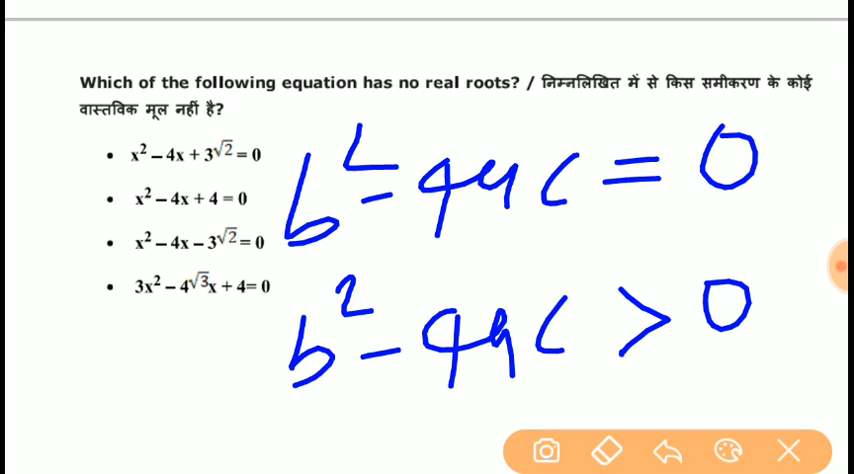 Which of the following equation has no real roots? / निम्नलिखित में से किस समीकरण के कोई
वास्तविक मूल नहीं है?
• x² – 4x + 3√2 = 0
• x² – 4x + 4 = 0
• x² – 4x – 3√2 = 0
• 3x² – 4√3x + 4= 0
b² - 4ac = 0
b² - 4ac > 0